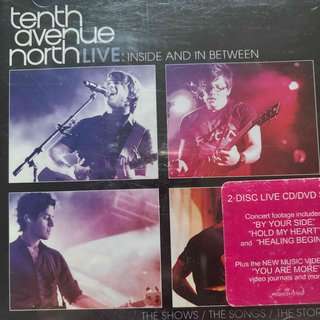 tenth
avenue
north LIVE: INSIDE AND IN BETWEEN
2-DISC LIVE CD/DVD
Concert footage includes
"BY YOUR SIDE"
"HOLD MY HEART"
and "HEALING BEGIN
Plus the NEW MUSIC VIDE
"YOU ARE MORE"
video journals and more
THE SHOWS / THE SONGS / THE STOR